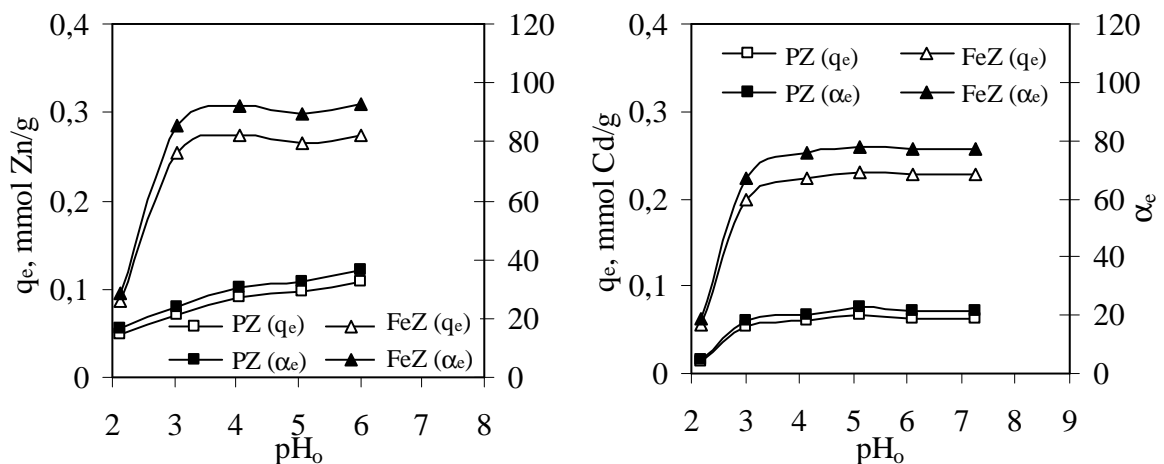 0,4
0,3
0,2
0,1
0
qe, mmol Zn/g
120
100
80
60
40
20
0
PZ (qe) FeZ (qe)
PZ (αe) FeZ (αe)
2 3 4 5 6 7 8
pHo
0,4
0,3
0,2
0,1
0
qe, mmol Cd/g
PZ (qe) FeZ (qe)
PZ (αe) FeZ (αe)
120
100
80
60
40
20
0
αe
2 3 4 5 6 7 8 9
pHo